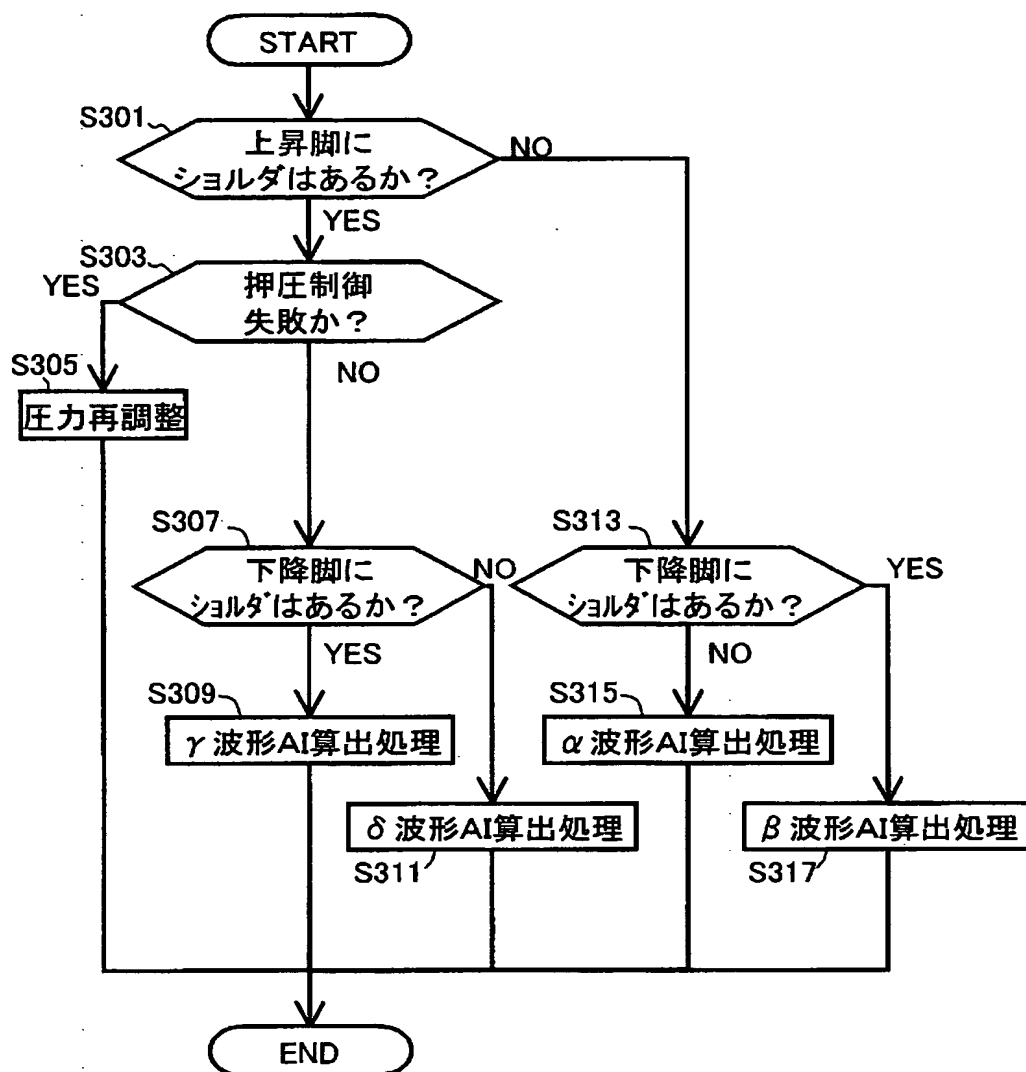 START
S301
上昇脚に
ショルダはあるか？
NO
YES
S303
YES
押圧制御
失敗か？
NO
S305
圧力再調整
S307
下降脚に
ショルダはあるか？
NO
YES
S313
下降脚に
ショルダはあるか？
YES
NO
S309
γ波形AI算出処理
S315
α波形AI算出処理
δ波形AI算出処理
S311
β波形AI算出処理
S317
END